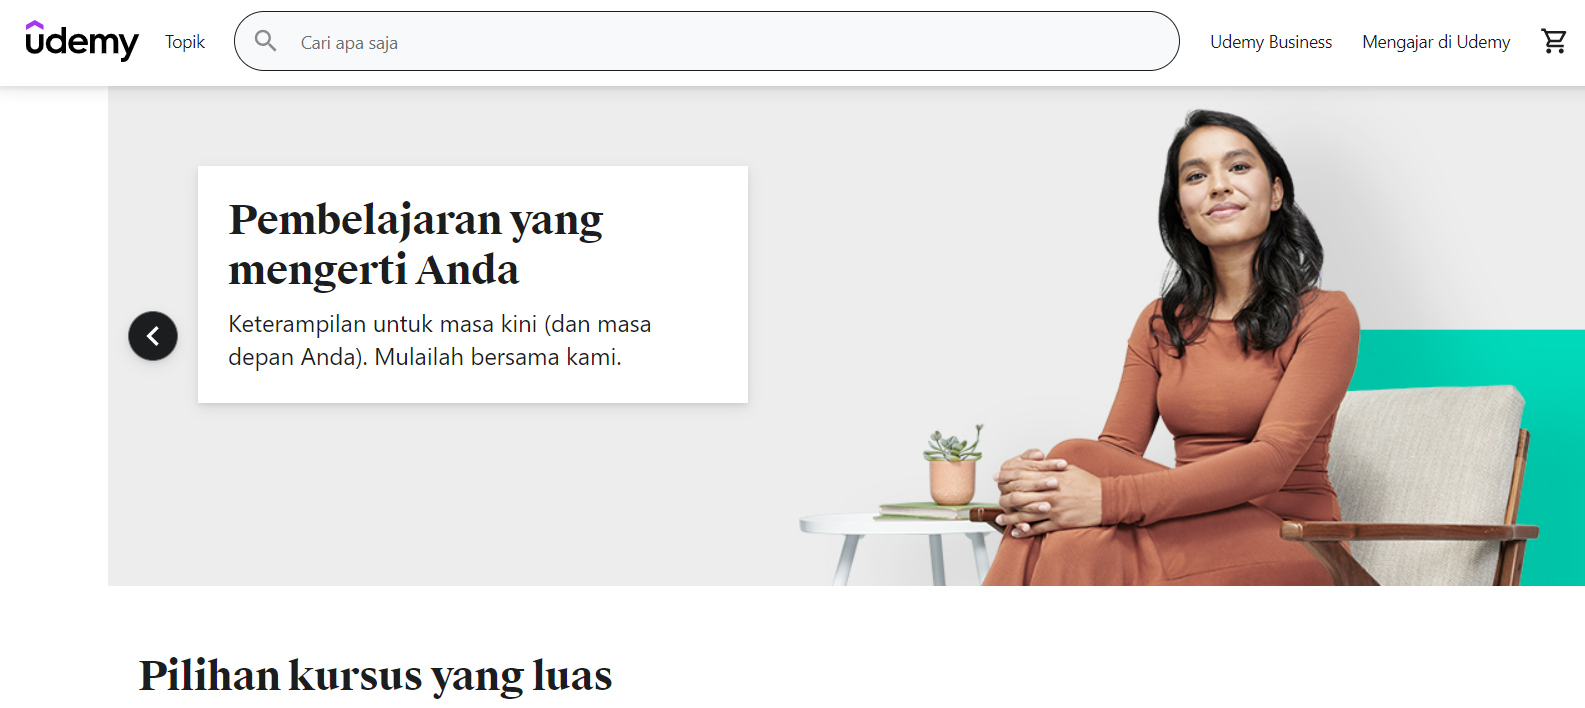 udemy
Topik
Cari apa saja
Udemy Business
Mengajar di Udemy
Pembelajaran yang
mengerti Anda
Keterampilan untuk masa kini (dan masa
depan Anda). Mulailah bersama kami.
Pilihan kursus yang luas